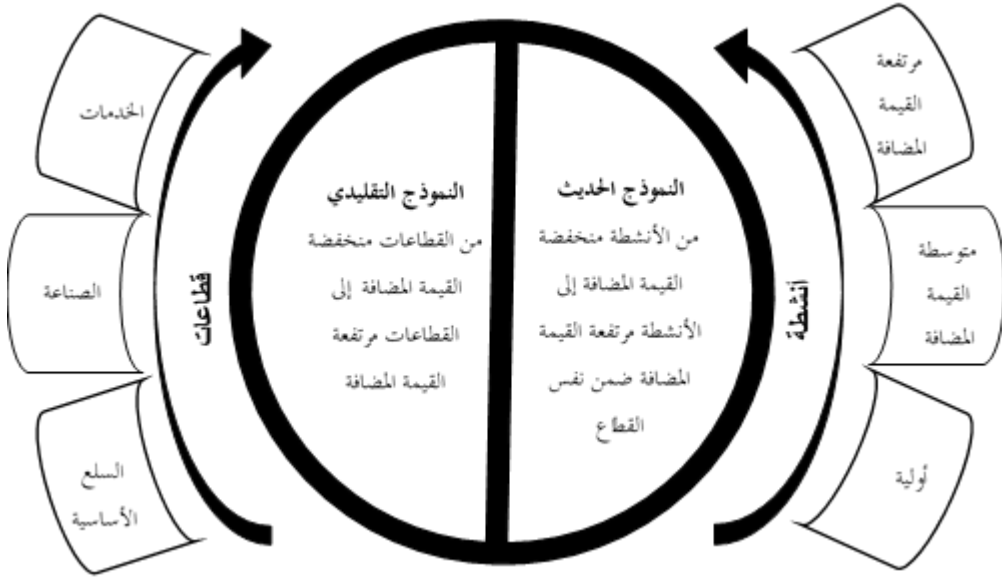 مرتفعة
القيمة
المضافة
متوسطة
القيمة
المضافة
أولية
أنشطة
النموذج الحديث
من الأنشطة منخفضة
القيمة المضافة إلى
الأنشطة مرتفعة القيمة
المضافة ضمن نفس
القطاع
النموذج التقليدي
من القطاعات منخفضة
القيمة المضافة إلى
القطاعات مرتفعة
القيمة المضافة
قطاعات
الخدمات
الصناعة
السلع
الأساسية